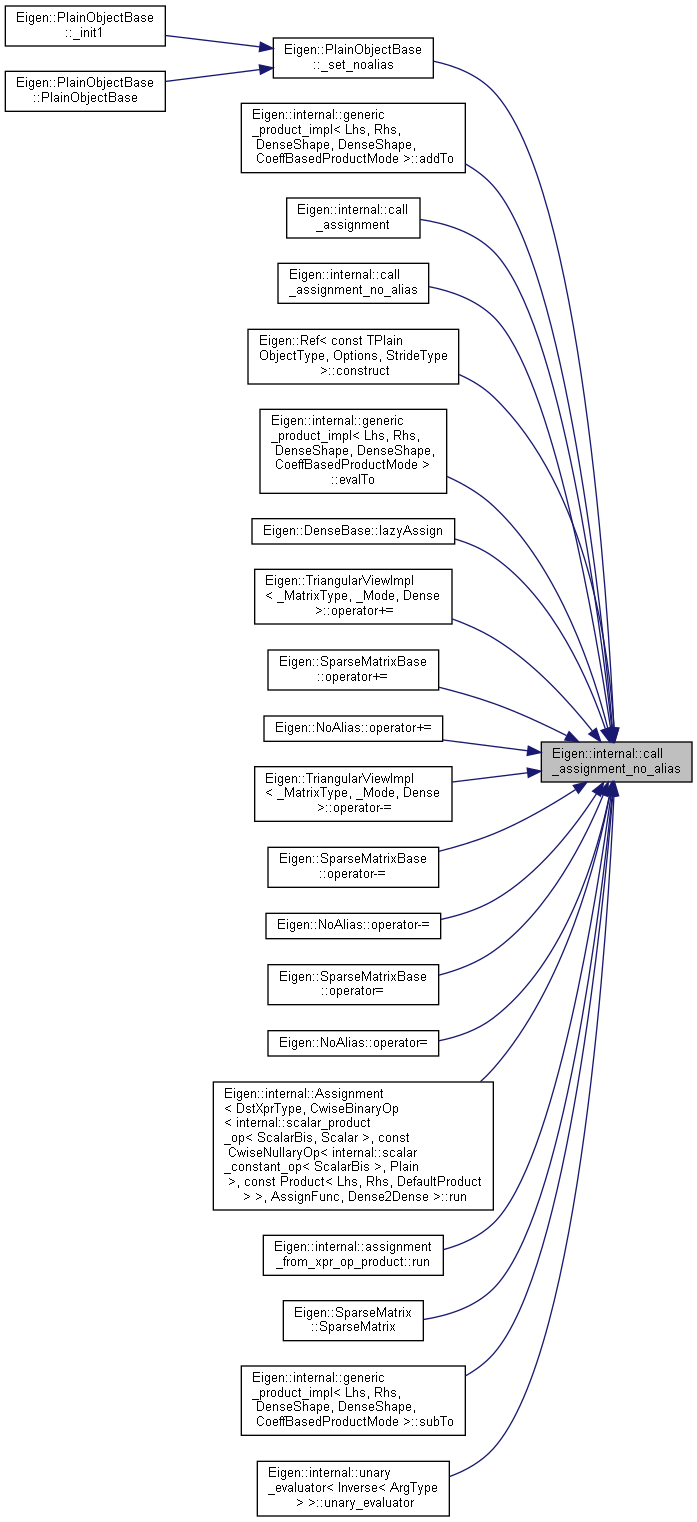 Eigen::PlainObjectBase
::_init1
Eigen::PlainObjectBase
::_set_noalias
Eigen::PlainObjectBase
::PlainObjectBase
Eigen::internal::generic
_product_impl< Lhs, Rhs,
DenseShape, DenseShape,
CoeffBasedProductMode >::addTo
Eigen::internal::call
_assignment
Eigen::internal::call
_assignment_no_alias
Eigen::Ref< const TPlain
ObjectType, Options, StrideType
>::construct
Eigen::internal::generic
_product_impl< Lhs, Rhs,
DenseShape, DenseShape,
CoeffBasedProductMode >
::evalTo
Eigen::DenseBase::lazyAssign
Eigen::TriangularViewImpl
< _MatrixType, _Mode, Dense
>::operator+=
Eigen::SparseMatrixBase
::operator+=
Eigen::NoAlias::operator+=
Eigen::internal::call
_assignment_no_alias
Eigen::TriangularViewImpl
< _MatrixType, _Mode, Dense
>::operator-=
Eigen::SparseMatrixBase
::operator-=
Eigen::NoAlias::operator-=
Eigen::SparseMatrixBase
::operator=
Eigen::NoAlias::operator=
Eigen::internal::Assignment
< DstXprType, CwiseBinaryOp
< internal::scalar_product
_op< ScalarBis, Scalar >, const
CwiseNullaryOp< internal::scalar
_constant_op< ScalarBis >, Plain
>, const Product< Lhs, Rhs, DefaultProduct
> >, AssignFunc, Dense2Dense >::run
Eigen::internal::assignment
_from_xpr_op_product::run
Eigen::SparseMatrix
::SparseMatrix
Eigen::internal::generic
_product_impl< Lhs, Rhs,
DenseShape, DenseShape,
CoeffBasedProductMode >::subTo
Eigen::internal::unary
_evaluator< Inverse< ArgType
> >::unary_evaluator